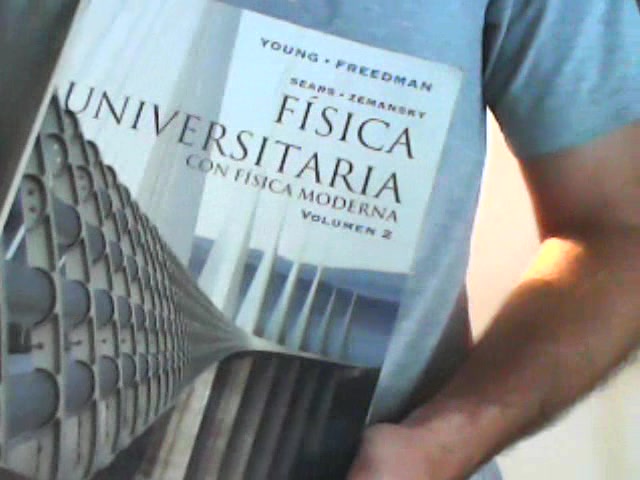 YOUNG • FREEDMAN
SEARS • ZEMANSKY
FÍSICA
UNIVERSITARIA
CON FÍSICA MODERNA
VOLUMEN 2